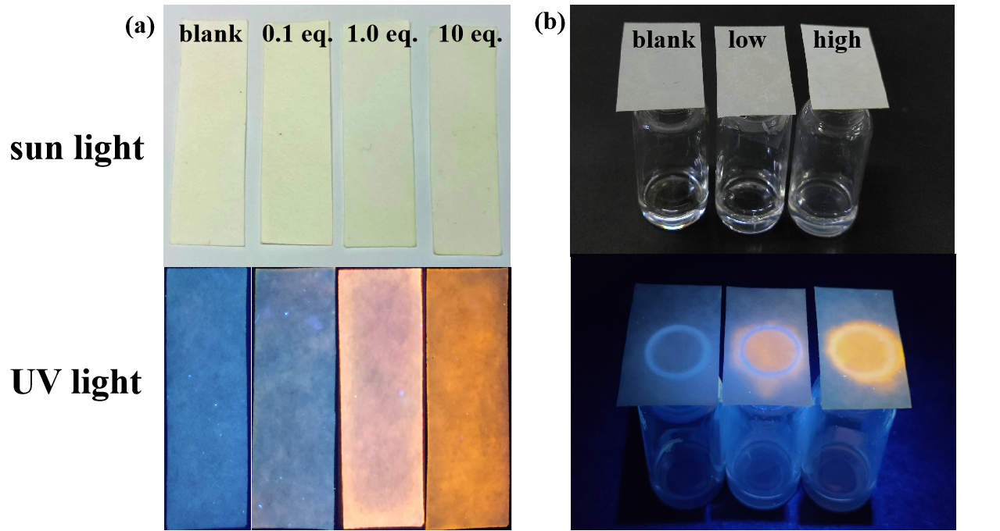 (a)
blank 0.1 eq. 1.0 eq. 10 eq.
(b)
blank low high
sun light
UV light